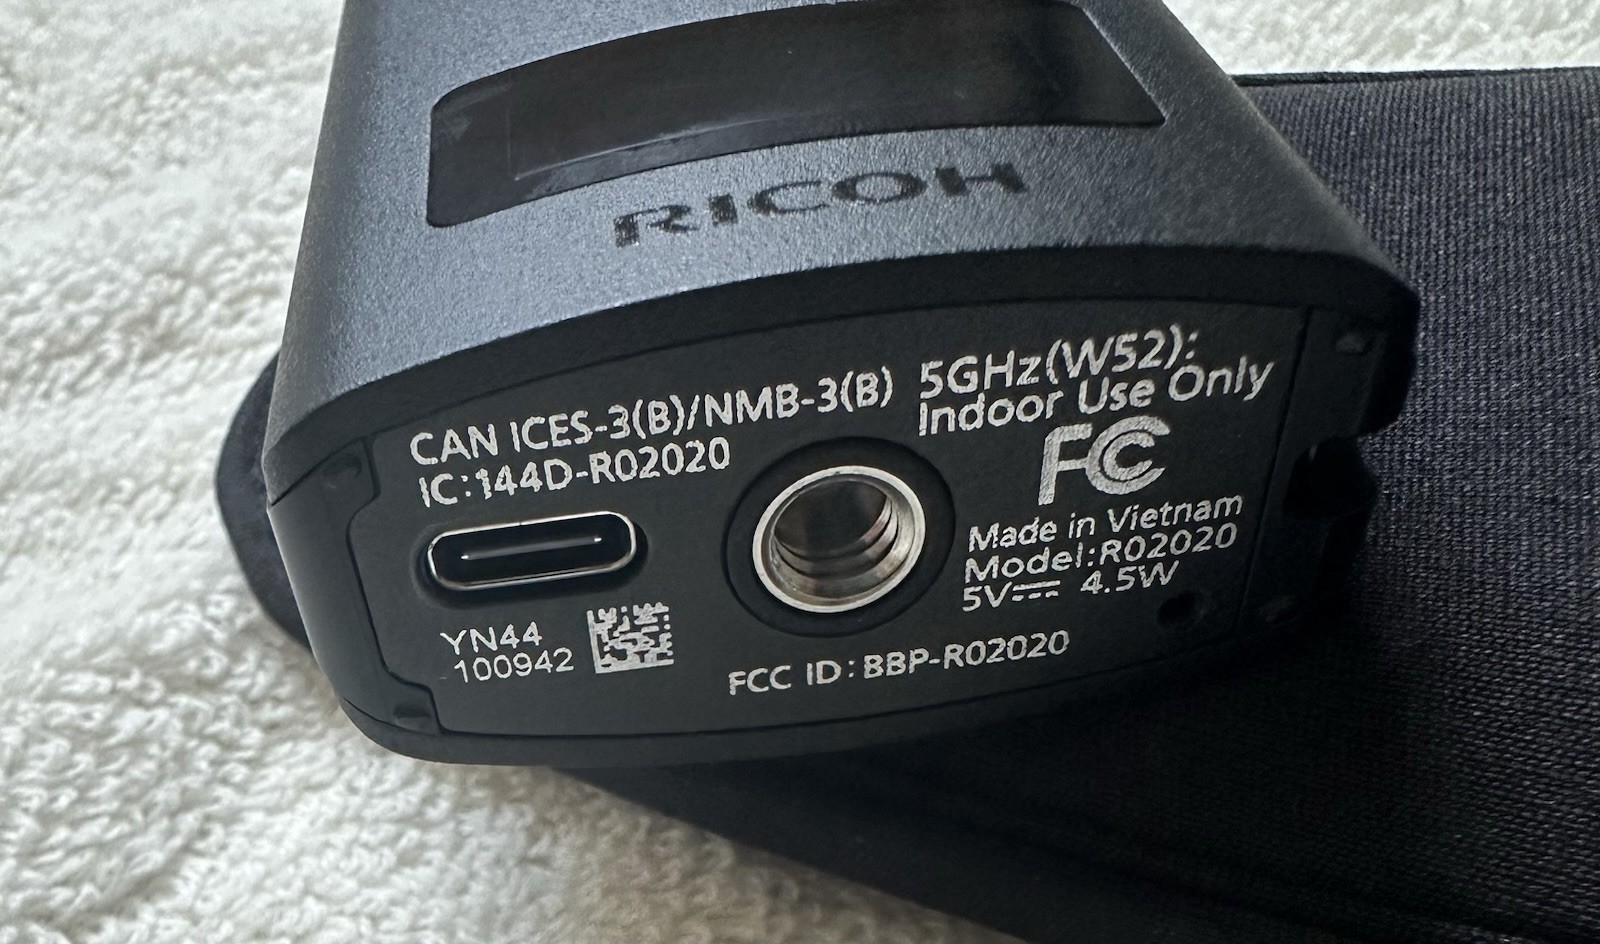 RICOH
CAN ICES-3(B)/NMB-3(B)
IC:144D-R02020
5GHz(W52):
Indoor Use Only
FC
Made in Vietnam
Model:R02020
5V⎓ 4.5W
YN44
100942
FCC ID:BBP-R02020